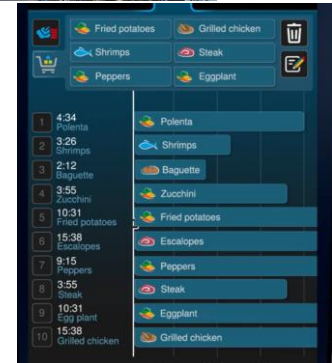 Fried potatoes
Grilled chicken
Shrimps
Steak
Peppers
Eggplant
1 4:34 Polenta
Polenta
2 3:26 Shrimps
Shrimps
3 2:12 Baguette
Baguette
4 3:55 Zucchini
Zucchini
5 10:31 Fried potatoes
Fried potatoes
6 15:38 Escalopes
Escalopes
7 9:15 Peppers
Peppers
8 3:55 Steak
Steak
9 10:31 Egg plant
Eggplant
10 15:38 Grilled chicken
Grilled chicken